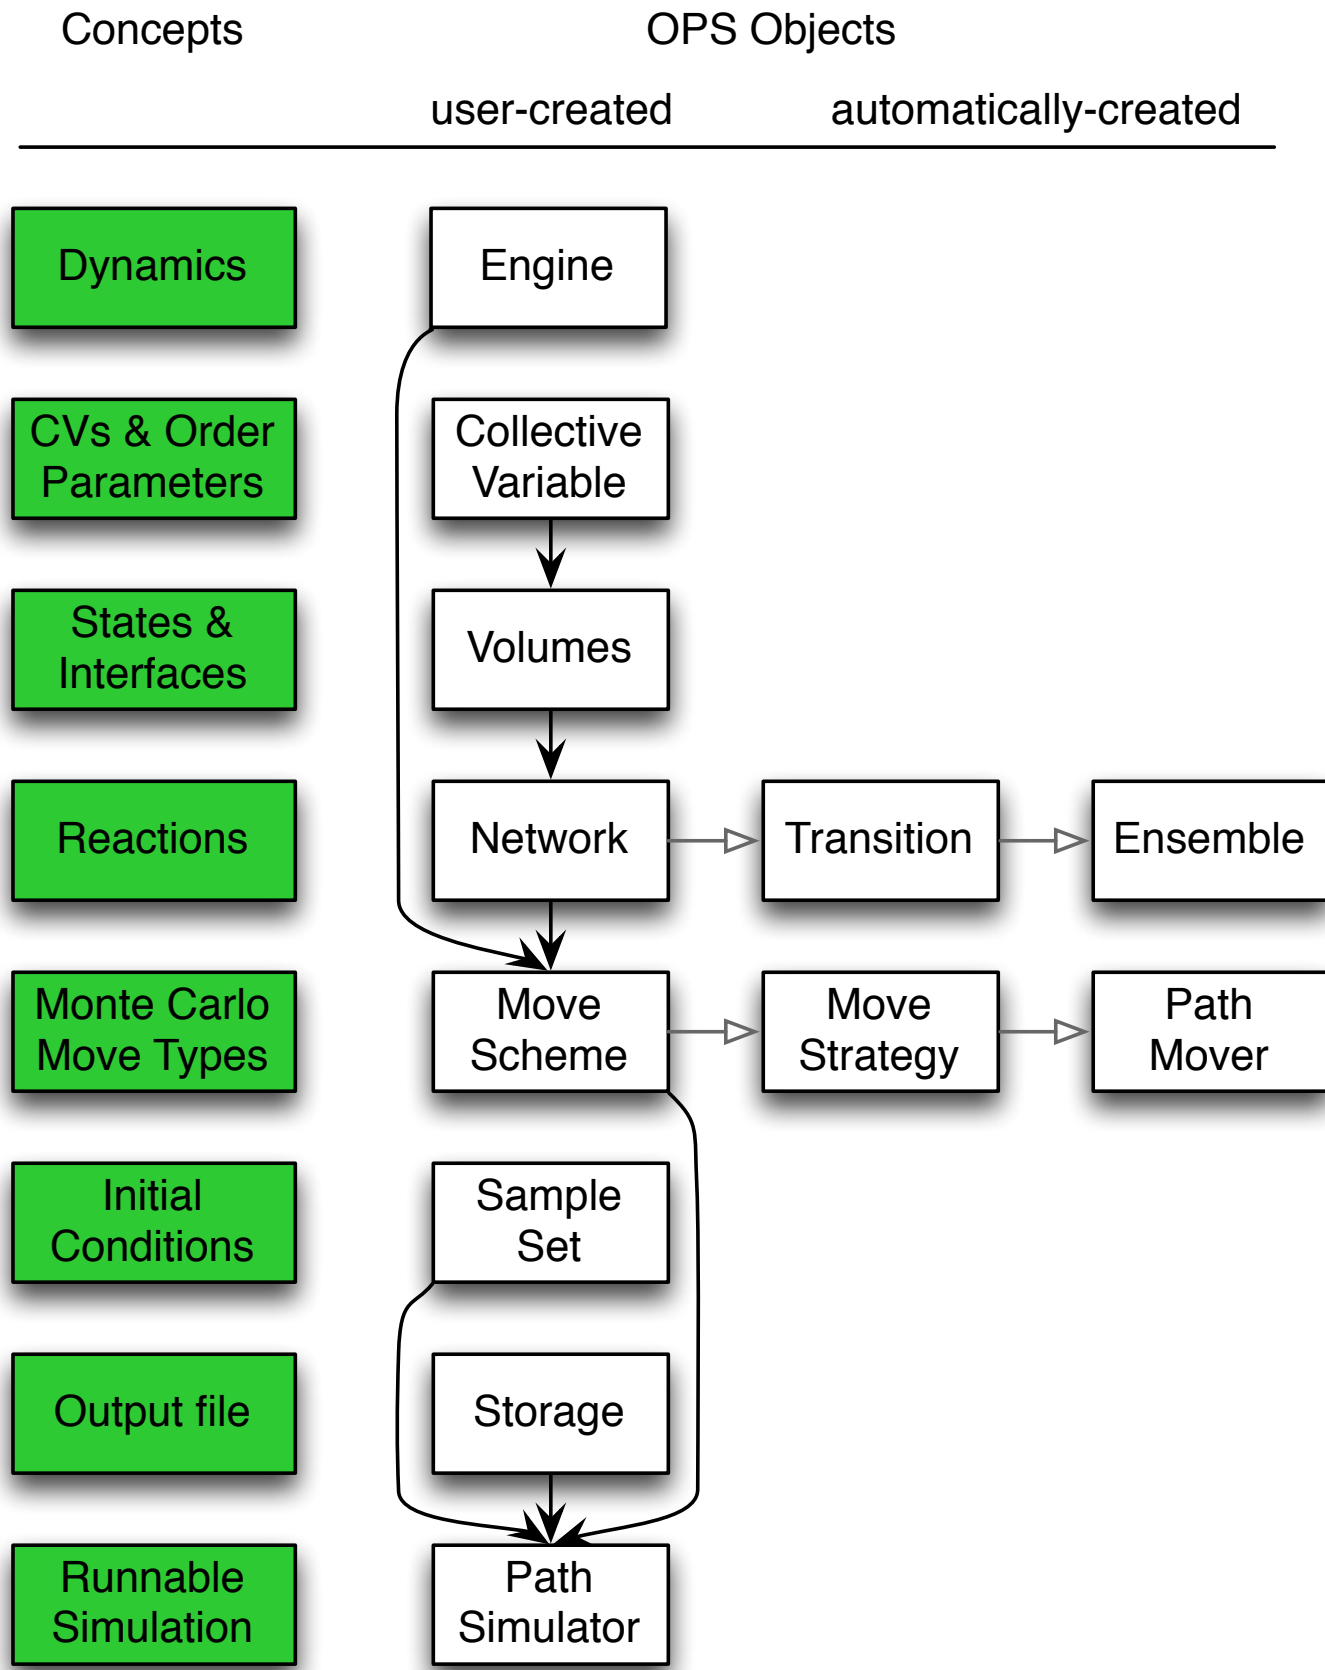 Concepts
OPS Objects
user-created
automatically-created
Dynamics
Engine
CVs & Order
Parameters
Collective
Variable
States &
Interfaces
Volumes
Reactions
Network
Transition
Ensemble
Monte Carlo
Move Types
Move
Scheme
Move
Strategy
Path
Mover
Initial
Conditions
Sample
Set
Output file
Storage
Runnable
Simulation
Path
Simulator